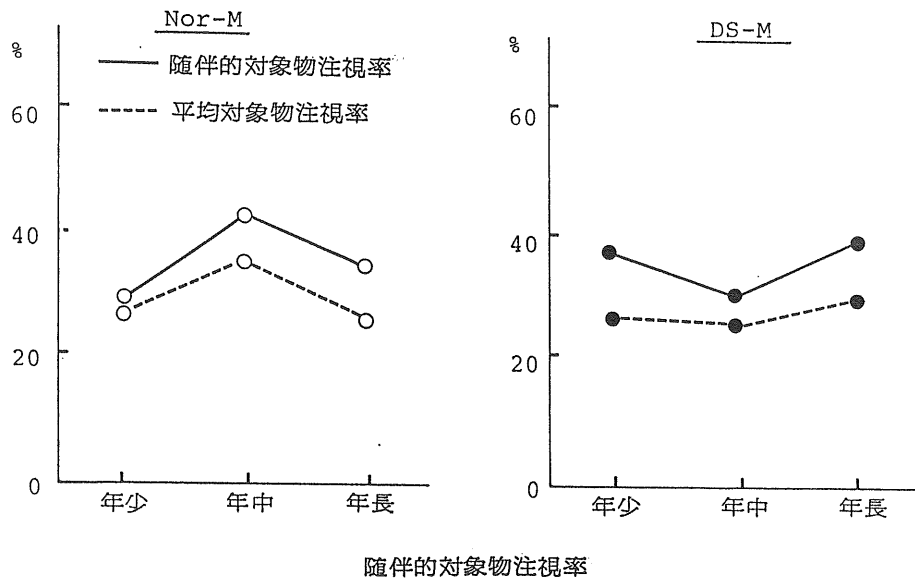 Nor-M
%
随伴的対象物注視率
平均対象物注視率
60
40
20
0
年少
年中
年長
DS-M
%
60
40
20
0
年少
年中
年長
随伴的対象物注視率